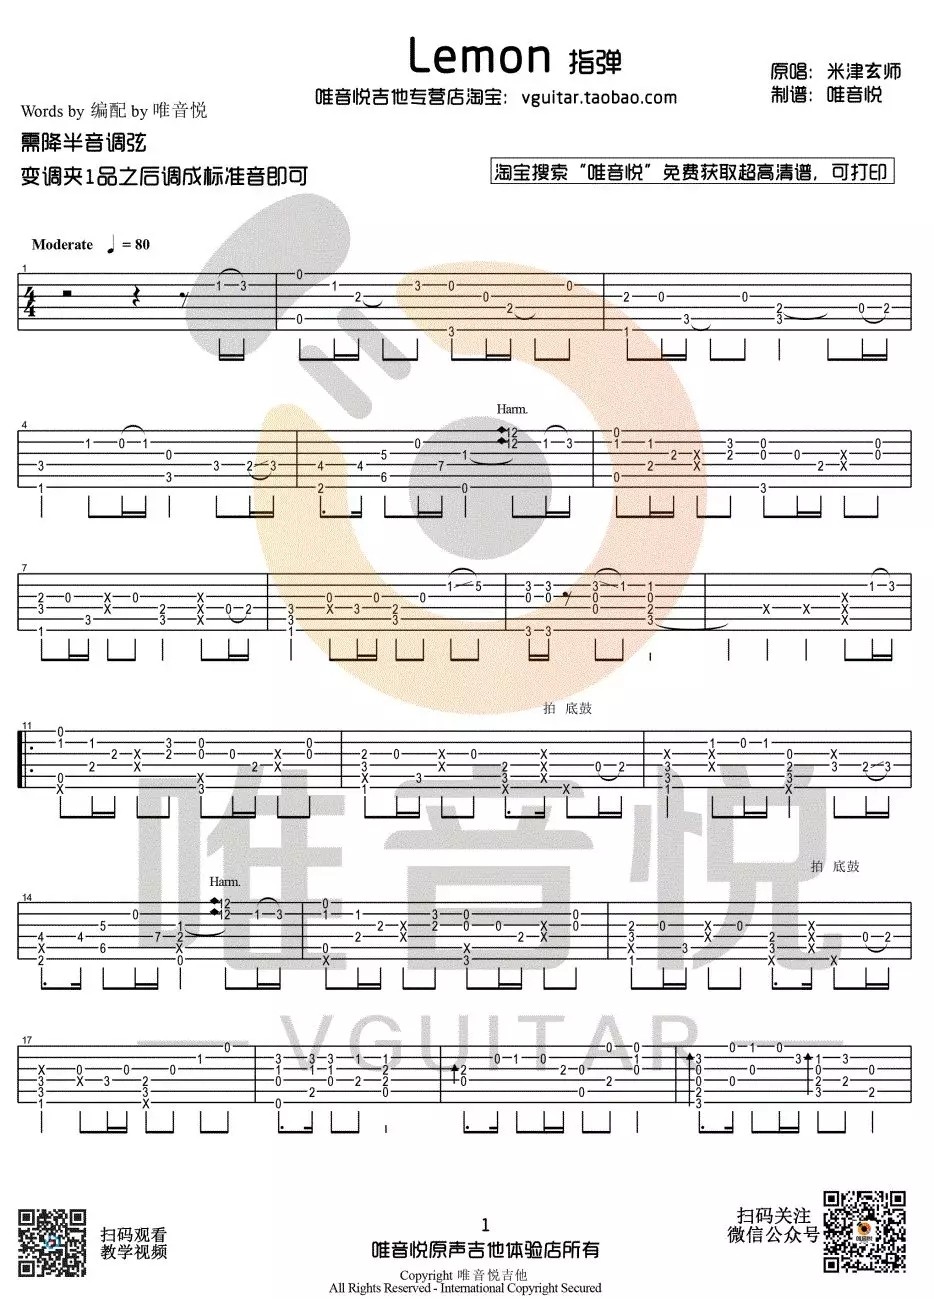 Lemon 指弹
唯音悦吉他专营店淘宝：vguitar.taobao.com
原唱：米津玄师
制谱：唯音悦
Words by 编配 by 唯音悦
需降半音调弦
变调夹1品之后调成标准音即可
淘宝搜索“唯音悦”免费获取超高清谱，可打印
Moderate ♩ = 80
Harm.
拍 底鼓
拍 底鼓
Harm.
唯音悦
VGUITAR
扫码观看
教学视频
1
唯音悦原声吉他体验店所有
Copyright 唯音悦吉他
All Rights Reserved - International Copyright Secured
扫码关注
微信公众号